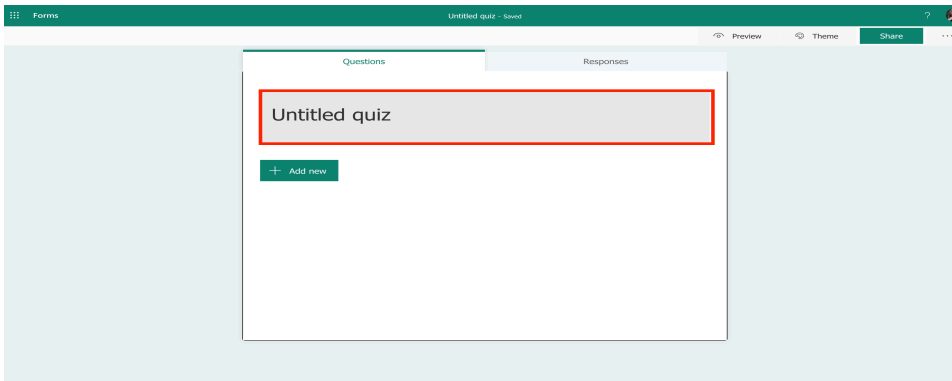 Forms
Untitled quiz - Saved
?
Preview
Theme
Share
...
Questions
Responses
Untitled quiz
+ Add new